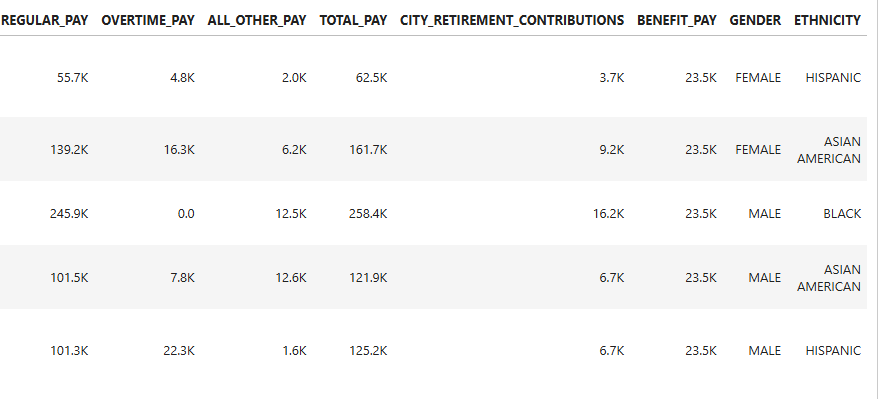 REGULAR_PAY OVERTIME_PAY ALL_OTHER_PAY TOTAL_PAY CITY_RETIREMENT_CONTRIBUTIONS BENEFIT_PAY GENDER ETHNICITY
55.7K 4.8K 2.0K 62.5K 3.7K 23.5K FEMALE HISPANIC
139.2K 16.3K 6.2K 161.7K 9.2K 23.5K FEMALE ASIAN
AMERICAN
245.9K 0.0 12.5K 258.4K 16.2K 23.5K MALE BLACK
101.5K 7.8K 12.6K 121.9K 6.7K 23.5K MALE ASIAN
AMERICAN
101.3K 22.3K 1.6K 125.2K 6.7K 23.5K MALE HISPANIC